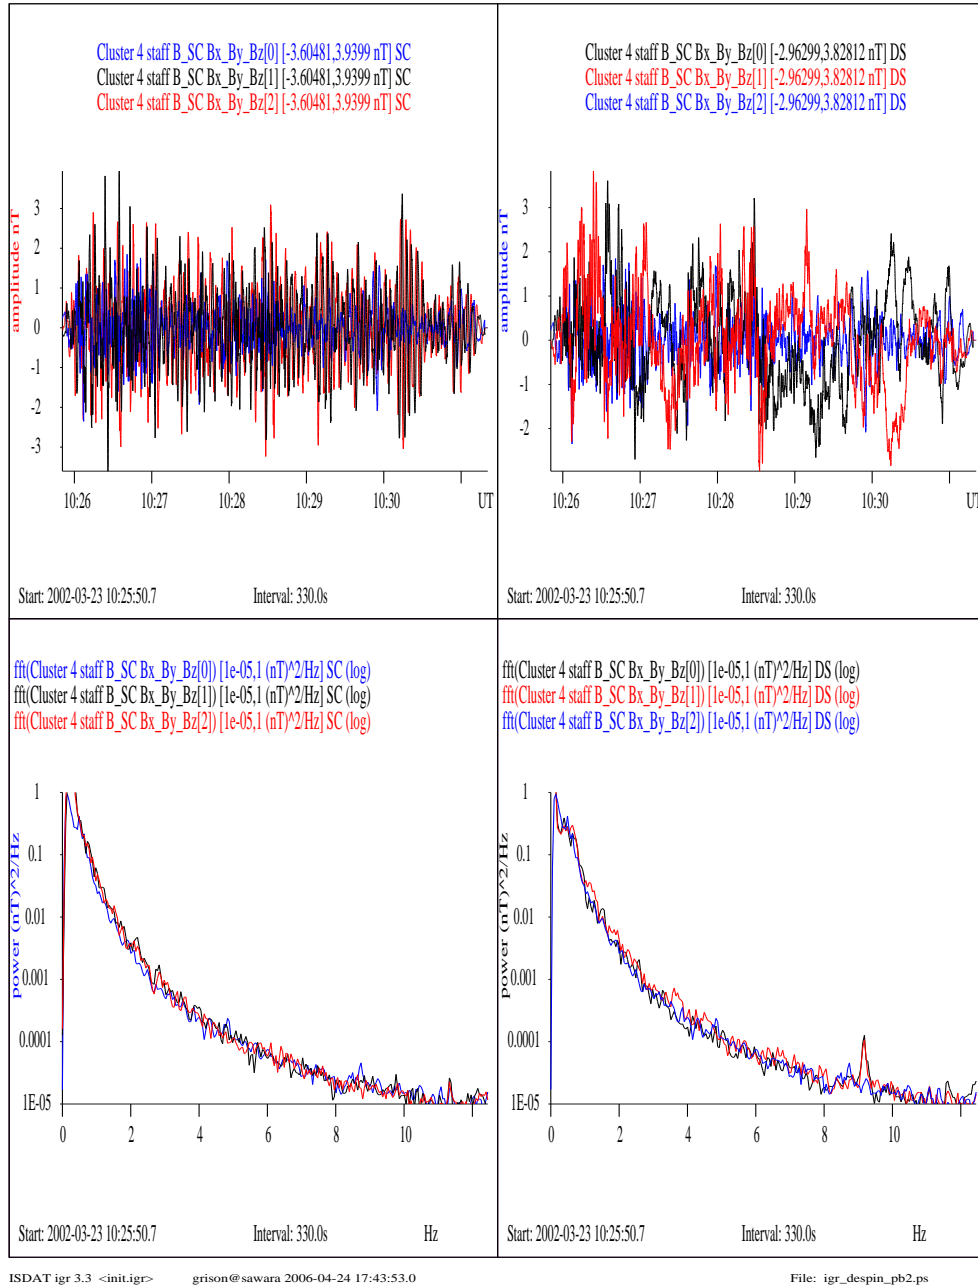 Cluster 4 staff B_SC Bx_By_Bz[0] [-3.60481,3.9399 nT] SC
Cluster 4 staff B_SC Bx_By_Bz[1] [-3.60481,3.9399 nT] SC
Cluster 4 staff B_SC Bx_By_Bz[2] [-3.60481,3.9399 nT] SC
amplitude nT
3
2
1
0
-1
-2
-3
10:26 10:27 10:28 10:29 10:30 UT
Start: 2002-03-23 10:25:50.7 Interval: 330.0s
Cluster 4 staff B_SC Bx_By_Bz[0] [-2.96299,3.82812 nT] DS
Cluster 4 staff B_SC Bx_By_Bz[1] [-2.96299,3.82812 nT] DS
Cluster 4 staff B_SC Bx_By_Bz[2] [-2.96299,3.82812 nT] DS
amplitude nT
3
2
1
0
-1
-2
10:26 10:27 10:28 10:29 10:30 UT
Start: 2002-03-23 10:25:50.7 Interval: 330.0s
fft(Cluster 4 staff B_SC Bx_By_Bz[0]) [1e-05,1 (nT)^2/Hz] SC (log)
fft(Cluster 4 staff B_SC Bx_By_Bz[1]) [1e-05,1 (nT)^2/Hz] SC (log)
fft(Cluster 4 staff B_SC Bx_By_Bz[2]) [1e-05,1 (nT)^2/Hz] SC (log)
power (nT)^2/Hz
1
0.1
0.01
0.001
0.0001
1E-05
0 2 4 6 8 10
Start: 2002-03-23 10:25:50.7 Interval: 330.0s Hz
fft(Cluster 4 staff B_SC Bx_By_Bz[0]) [1e-05,1 (nT)^2/Hz] DS (log)
fft(Cluster 4 staff B_SC Bx_By_Bz[1]) [1e-05,1 (nT)^2/Hz] DS (log)
fft(Cluster 4 staff B_SC Bx_By_Bz[2]) [1e-05,1 (nT)^2/Hz] DS (log)
power (nT)^2/Hz
1
0.1
0.01
0.001
0.0001
1E-05
0 2 4 6 8 10
Start: 2002-03-23 10:25:50.7 Interval: 330.0s Hz
ISDAT igr 3.3 <init.igr> grison@sawara 2006-04-24 17:43:53.0 File: igr_despin_pb2.ps